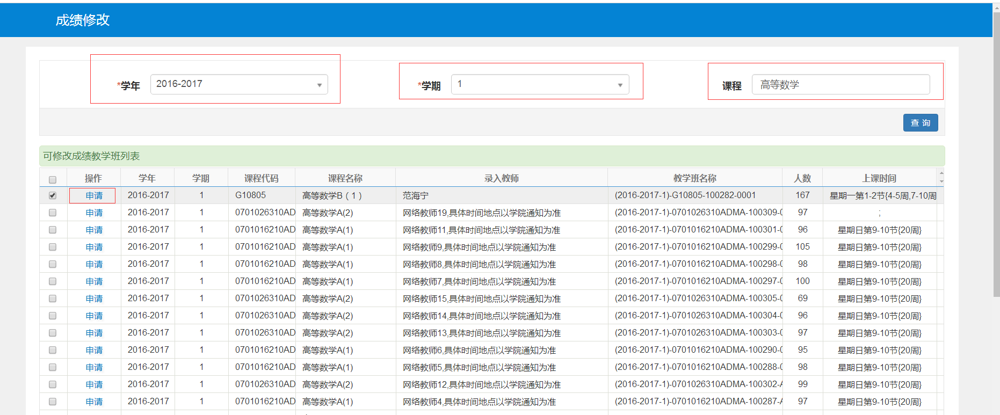 成绩修改
*学年 2016-2017 *学期 1 课程 高等数学
查 询
可修改成绩教学班列表
操作 学年 学期 课程代码 课程名称 录入教师 教学班名称 人数 上课时间
申请 2016-2017 1 G10805 高等数学B（1） 范海宁 (2016-2017-1)-G10805-100282-0001 167 星期一第1-2节{4-5周,7-10周
申请 2016-2017 1 0701026310AD 高等数学A(2) 网络教师19,具体时间地点以学院通知为准 (2016-2017-1)-0701026310ADMA-100309-0 97 ;
申请 2016-2017 1 0701016210AD 高等数学A(1) 网络教师11,具体时间地点以学院通知为准 (2016-2017-1)-0701016210ADMA-100301-0 96 星期日第9-10节{20周}
申请 2016-2017 1 0701016210AD 高等数学A(1) 网络教师9,具体时间地点以学院通知为准 (2016-2017-1)-0701016210ADMA-100299-0 105 星期日第9-10节{20周}
申请 2016-2017 1 0701016210AD 高等数学A(1) 网络教师8,具体时间地点以学院通知为准 (2016-2017-1)-0701016210ADMA-100298-0 98 星期日第9-10节{20周}
申请 2016-2017 1 0701016210AD 高等数学A(1) 网络教师7,具体时间地点以学院通知为准 (2016-2017-1)-0701016210ADMA-100297-0 100 星期日第9-10节{20周}
申请 2016-2017 1 0701026310AD 高等数学A(2) 网络教师15,具体时间地点以学院通知为准 (2016-2017-1)-0701026310ADMA-100305-0 69 星期日第9-10节{20周}
申请 2016-2017 1 0701026310AD 高等数学A(2) 网络教师14,具体时间地点以学院通知为准 (2016-2017-1)-0701026310ADMA-100304-0 96 星期日第9-10节{20周}
申请 2016-2017 1 0701026310AD 高等数学A(2) 网络教师13,具体时间地点以学院通知为准 (2016-2017-1)-0701026310ADMA-100303-0 97 星期日第9-10节{20周}
申请 2016-2017 1 0701016210AD 高等数学A(1) 网络教师6,具体时间地点以学院通知为准 (2016-2017-1)-0701016210ADMA-100290-0 95 星期日第9-10节{20周}
申请 2016-2017 1 0701016210AD 高等数学A(1) 网络教师5,具体时间地点以学院通知为准 (2016-2017-1)-0701016210ADMA-100288-0 98 星期日第9-10节{20周}
申请 2016-2017 1 0701026310AD 高等数学A(2) 网络教师12,具体时间地点以学院通知为准 (2016-2017-1)-0701026310ADMA-100302-A 99 星期日第9-10节{20周}
申请 2016-2017 1 0701016210AD 高等数学A(1) 网络教师4,具体时间地点以学院通知为准 (2016-2017-1)-0701016210ADMA-100287-A 97 星期日第9-10节{20周}